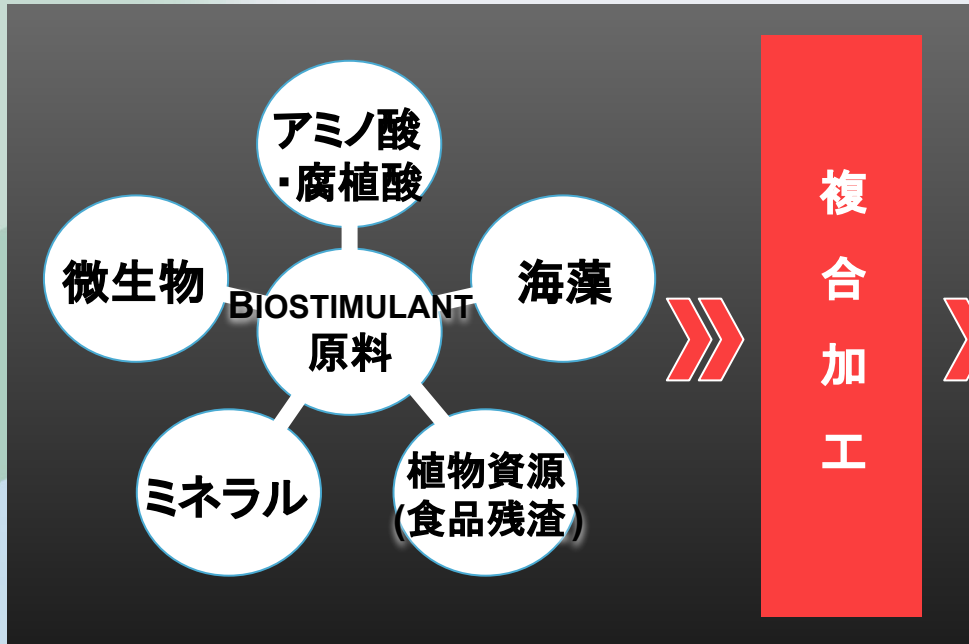 アミノ酸
・腐植酸
微生物
BIOSTIMULANT
原料
海藻
ミネラル
植物資源
(食品残渣)
複合加工